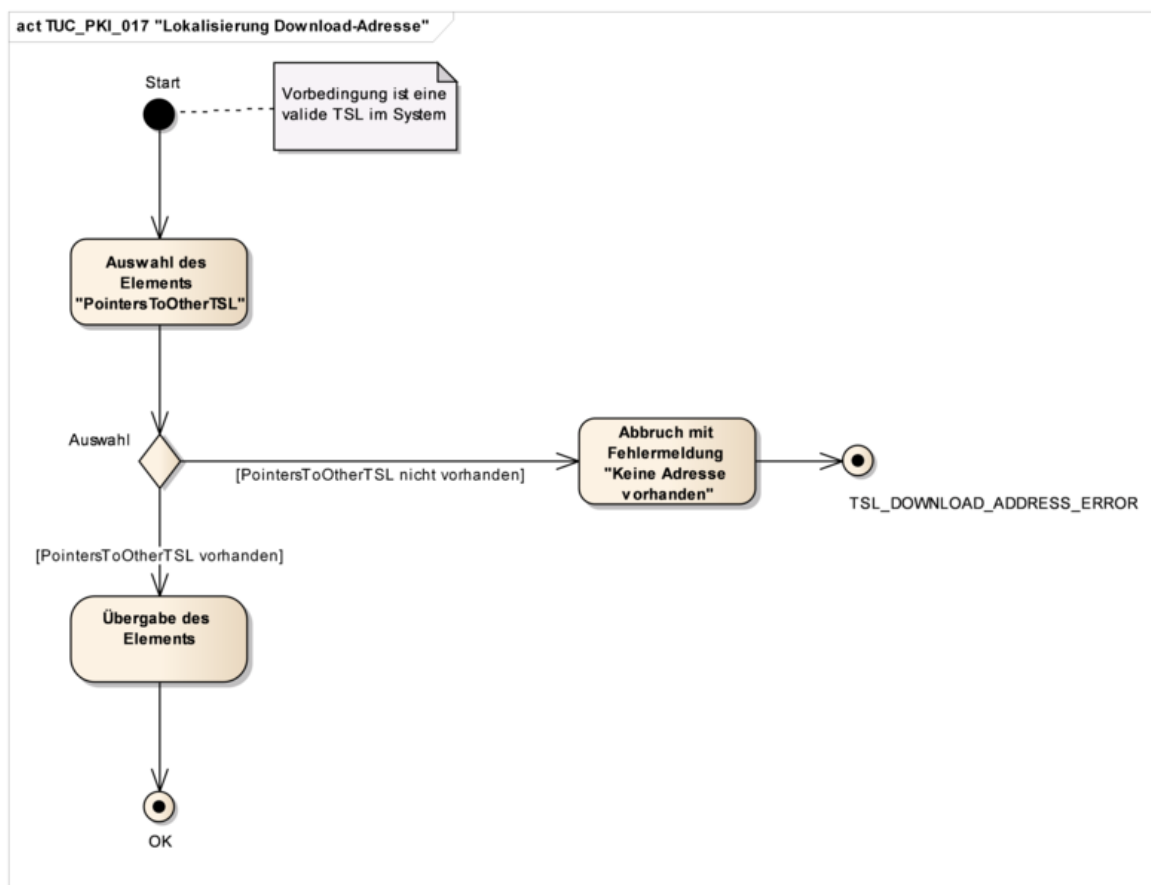 act TUC_PKI_017 "Lokalisierung Download-Adresse"
Start
Vorbedingung ist eine
valide TSL im System
Auswahl des
Elements
"PointersToOtherTSL"
Auswahl
[PointersToOtherTSL nicht vorhanden]
Abbruch mit
Fehlermeldung
"Keine Adresse
vorhanden"
TSL_DOWNLOAD_ADDRESS_ERROR
[PointersToOtherTSL vorhanden]
Übergabe des
Elements
OK